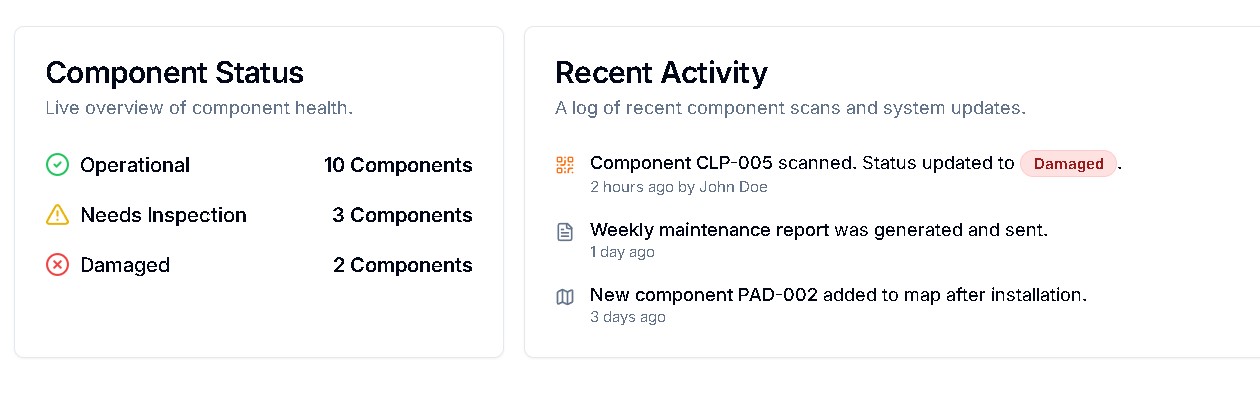 Component Status
Live overview of component health.
Operational 10 Components
Needs Inspection 3 Components
Damaged 2 Components
Recent Activity
A log of recent component scans and system updates.
Component CLP-005 scanned. Status updated to Damaged.
2 hours ago by John Doe
Weekly maintenance report was generated and sent.
1 day ago
New component PAD-002 added to map after installation.
3 days ago